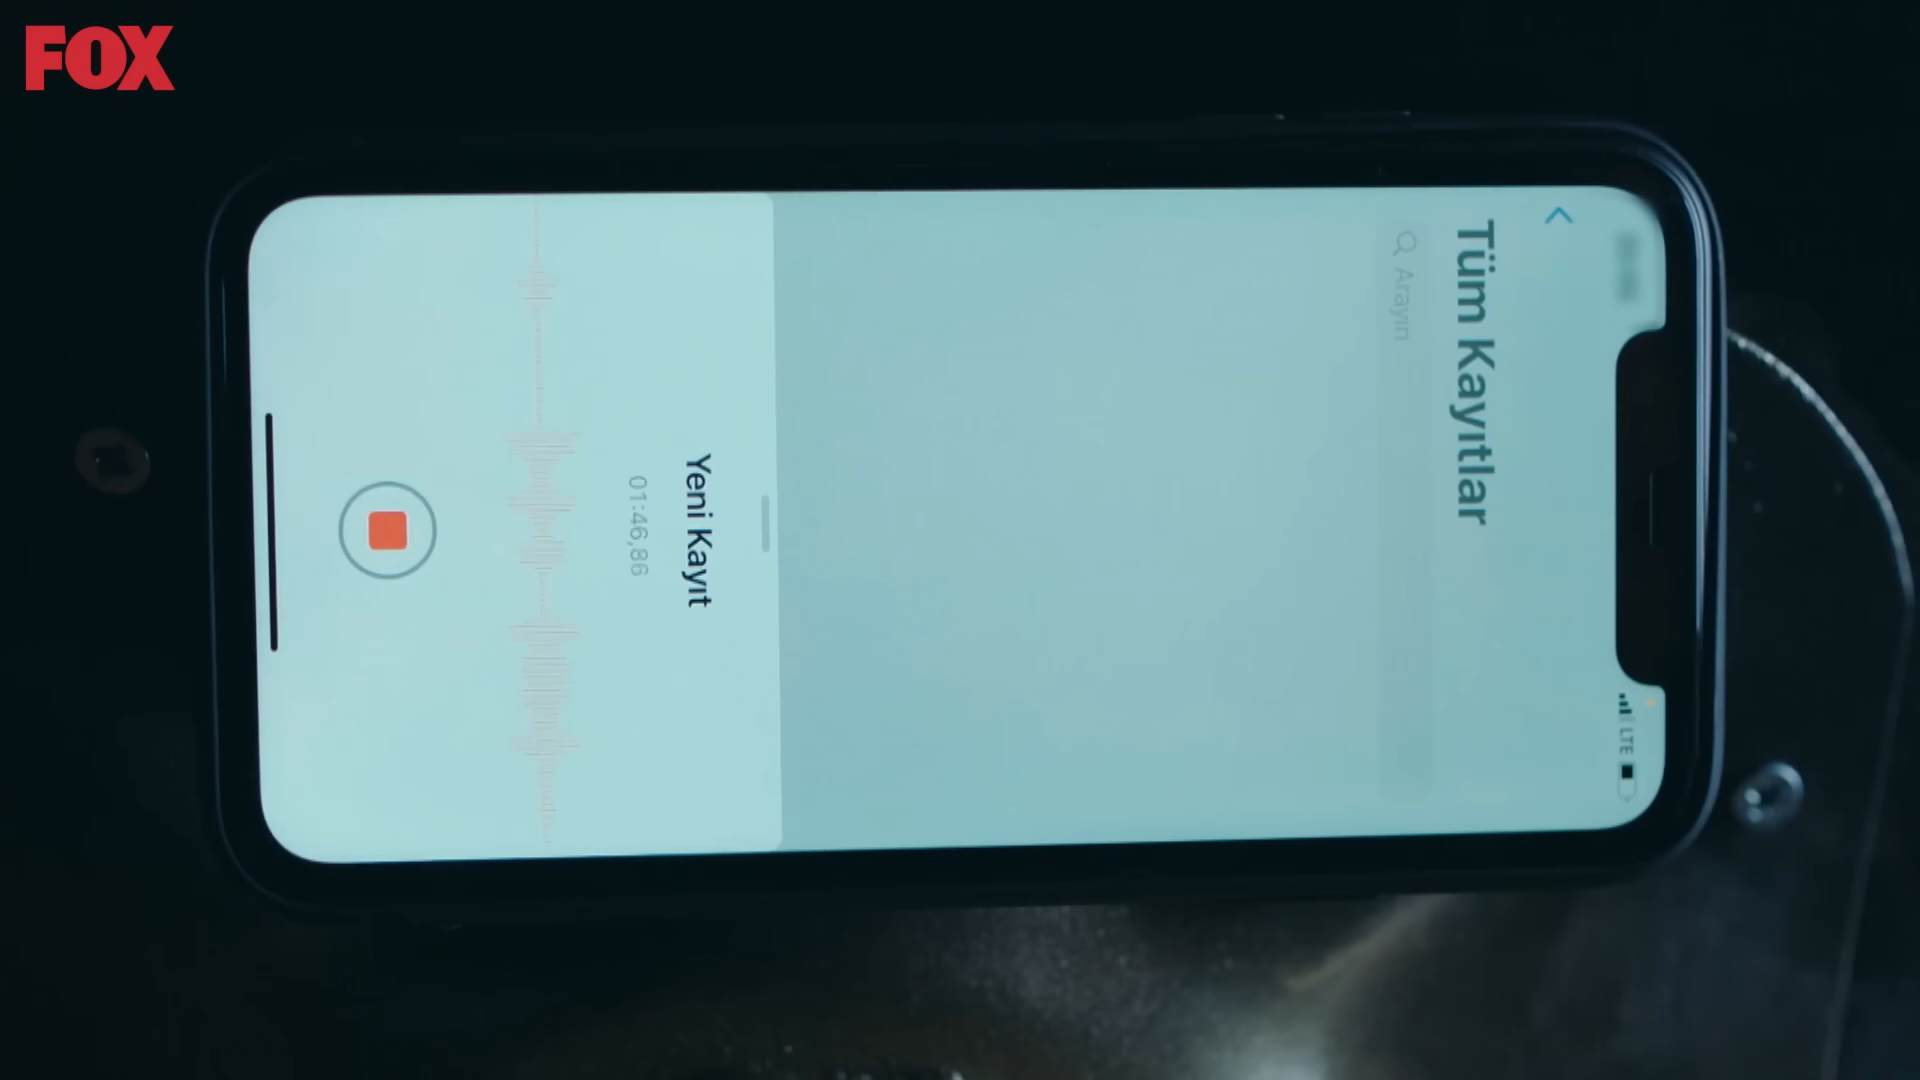 FOX
LTE
Tüm Kayıtlar
Arayın
Yeni Kayıt
01:46,86